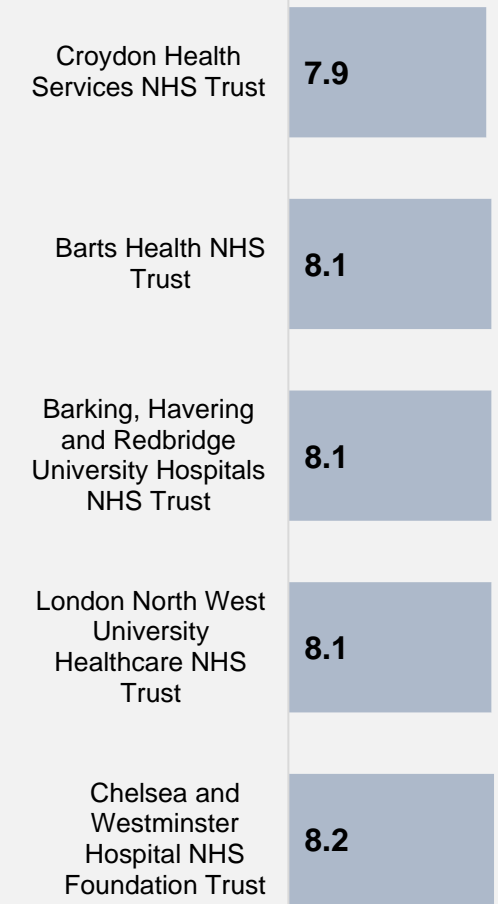 Croydon Health
Services NHS Trust
7.9
Barts Health NHS
Trust
8.1
Barking, Havering
and Redbridge
University Hospitals
NHS Trust
8.1
London North West
University
Healthcare NHS
Trust
8.1
Chelsea and
Westminster
Hospital NHS
Foundation Trust
8.2